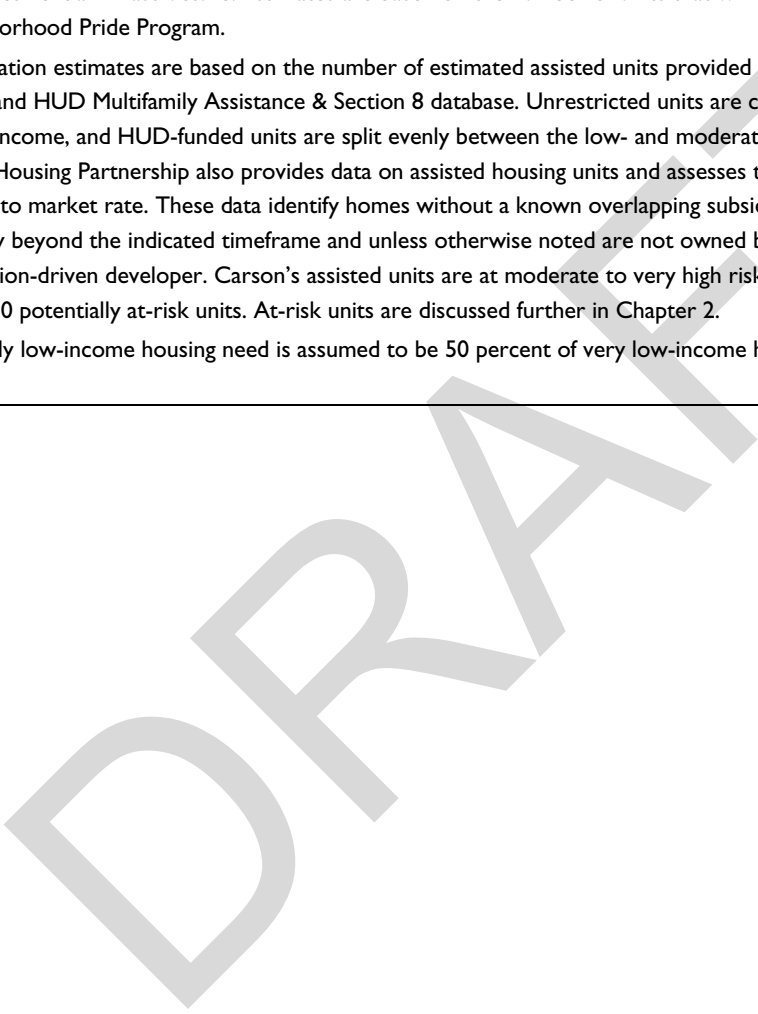 orhood Pride Program.
ation estimates are based on the number of estimated assisted units provided
and HUD Multifamily Assistance & Section 8 database. Unrestricted units are c
ncome, and HUD-funded units are split evenly between the low- and moderat
Housing Partnership also provides data on assisted housing units and assesses t
to market rate. These data identify homes without a known overlapping subsi
y beyond the indicated timeframe and unless otherwise noted are not owned b
ion-driven developer. Carson’s assisted units are at moderate to very high risk
0 potentially at-risk units. At-risk units are discussed further in Chapter 2.
ly low-income housing need is assumed to be 50 percent of very low-income h
DRAFT